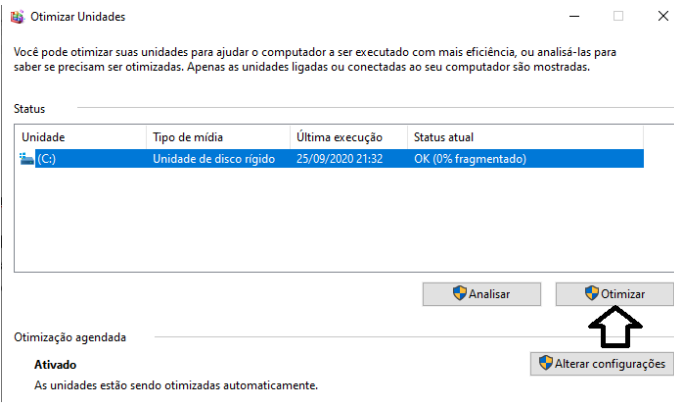 Otimizar Unidades
Você pode otimizar suas unidades para ajudar o computador a ser executado com mais eficiência, ou analisá-las para
saber se precisam ser otimizadas. Apenas as unidades ligadas ou conectadas ao seu computador são mostradas.
Status
Unidade Tipo de mídia Última execução Status atual
(C:) Unidade de disco rígido 25/09/2020 21:32 OK (0% fragmentado)
Analisar Otimizar
Otimização agendada
Ativado Alterar configurações
As unidades estão sendo otimizadas automaticamente.